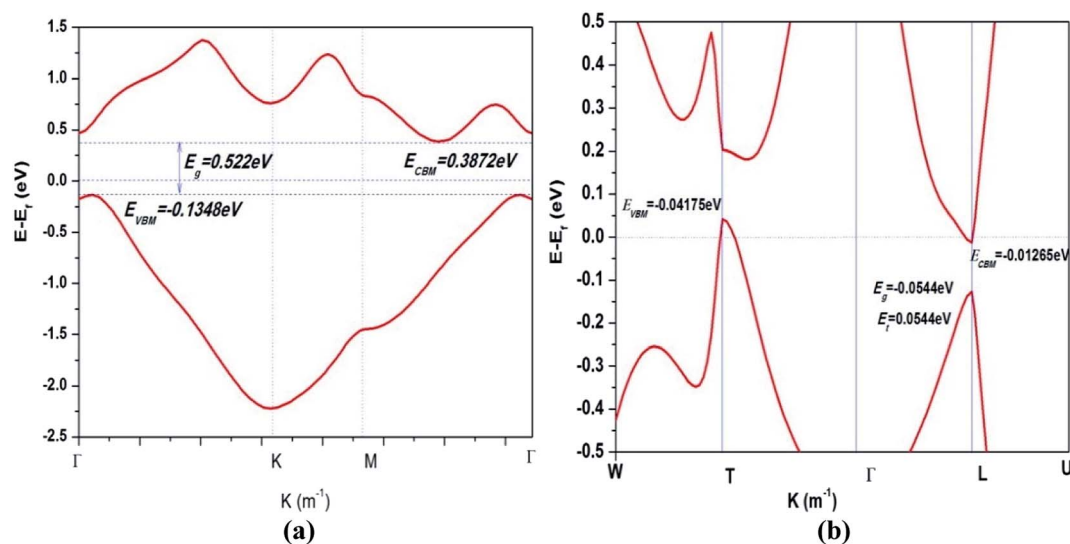 1.5
1.0
0.5
0.0
-0.5
-1.0
-1.5
-2.0
-2.5
E-E_f (eV)
E_g=0.522eV
E_CBM=0.3872eV
E_VBM=-0.1348eV
Γ K M Γ
K (m⁻¹)
(a)
0.5
0.4
0.3
0.2
0.1
0.0
-0.1
-0.2
-0.3
-0.4
-0.5
E-E_f (eV)
E_VBM=-0.04175eV
E_CBM=-0.01265eV
E_g=-0.0544eV
E_t=0.0544eV
W T Γ L U
K (m⁻¹)
(b)